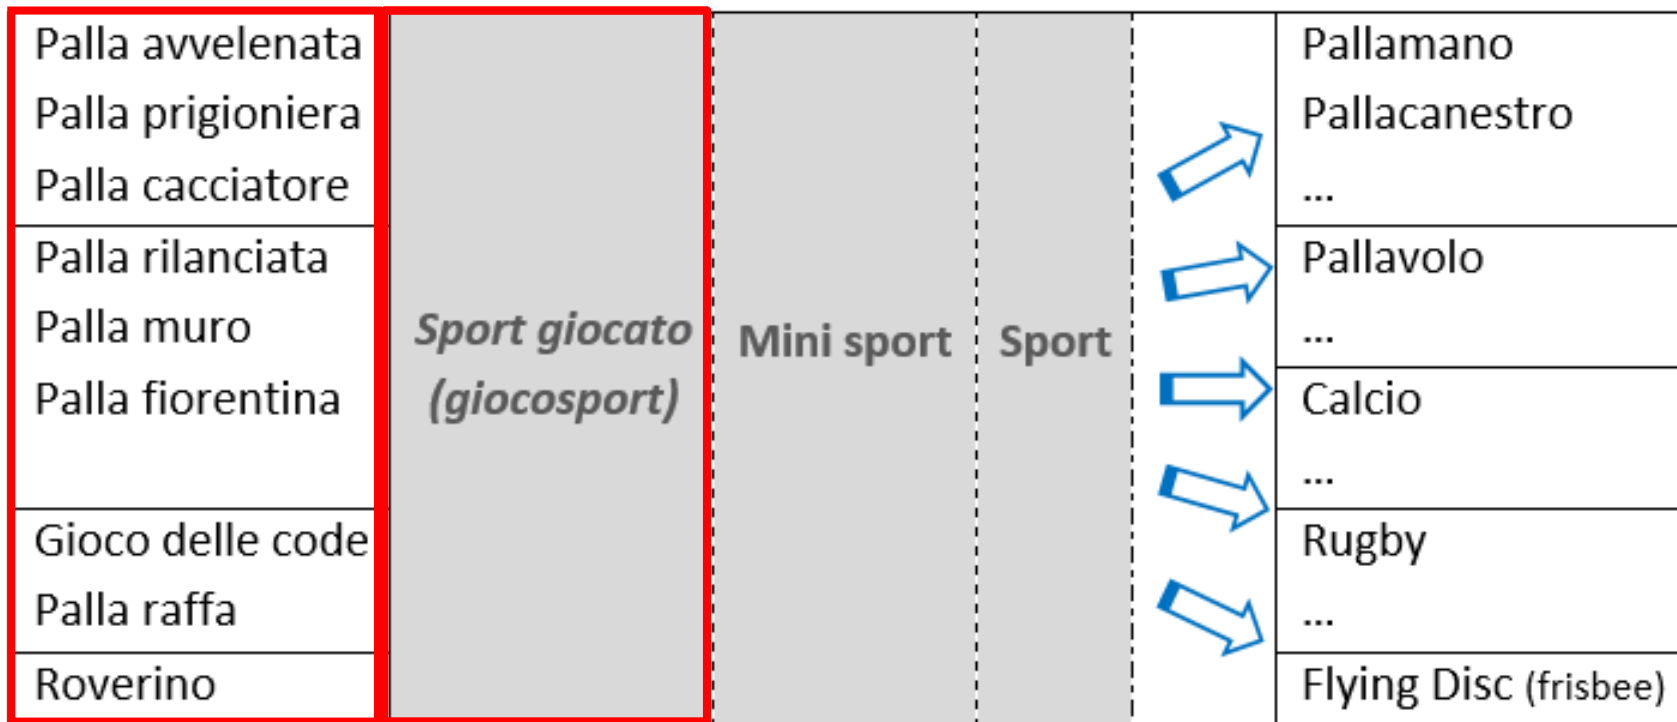 Palla avvelenata
Palla prigioniera
Palla cacciatore
Palla rilanciata
Palla muro
Palla fiorentina
Gioco delle code
Palla raffa
Roverino
Sport giocato
(giocosport)
Mini sport
Sport
Pallamano
Pallacanestro
...
Pallavolo
...
Calcio
...
Rugby
...
Flying Disc (frisbee)